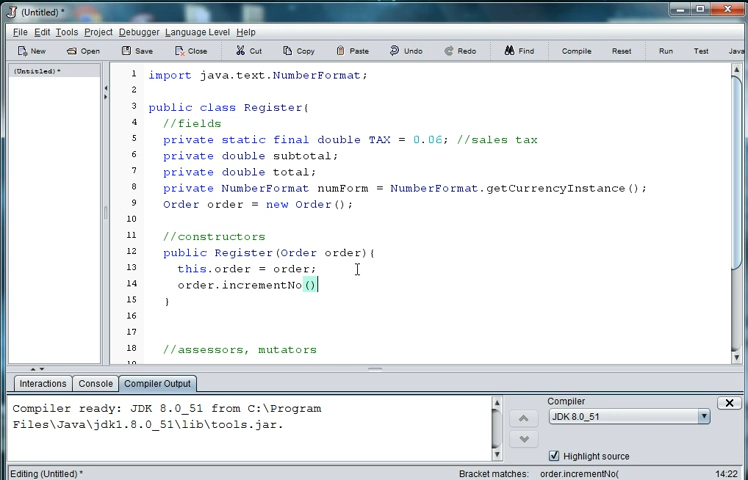 (Untitled) *
File Edit Tools Project Debugger Language Level Help
New Open Save Close Cut Copy Paste Undo Redo Find Compile Reset Run Test Java
(Untitled) *
1 import java.text.NumberFormat;
2
3 public class Register{
4 //fields
5 private static final double TAX = 0.06; //sales tax
6 private double subtotal;
7 private double total;
8 private NumberFormat numForm = NumberFormat.getCurrencyInstance();
9 Order order = new Order();
10
11 //constructors
12 public Register(Order order){
13 this.order = order;
14 order.incrementNo()
15 }
16
17
18 //assessors, mutators
Interactions Console Compiler Output
Compiler ready: JDK 8.0_51 from C:\Program
Files\Java\jdk1.8.0_51\lib\tools.jar.
Compiler
JDK 8.0_51
Highlight source
Editing (Untitled) * Bracket matches: order.incrementNo( 14:22